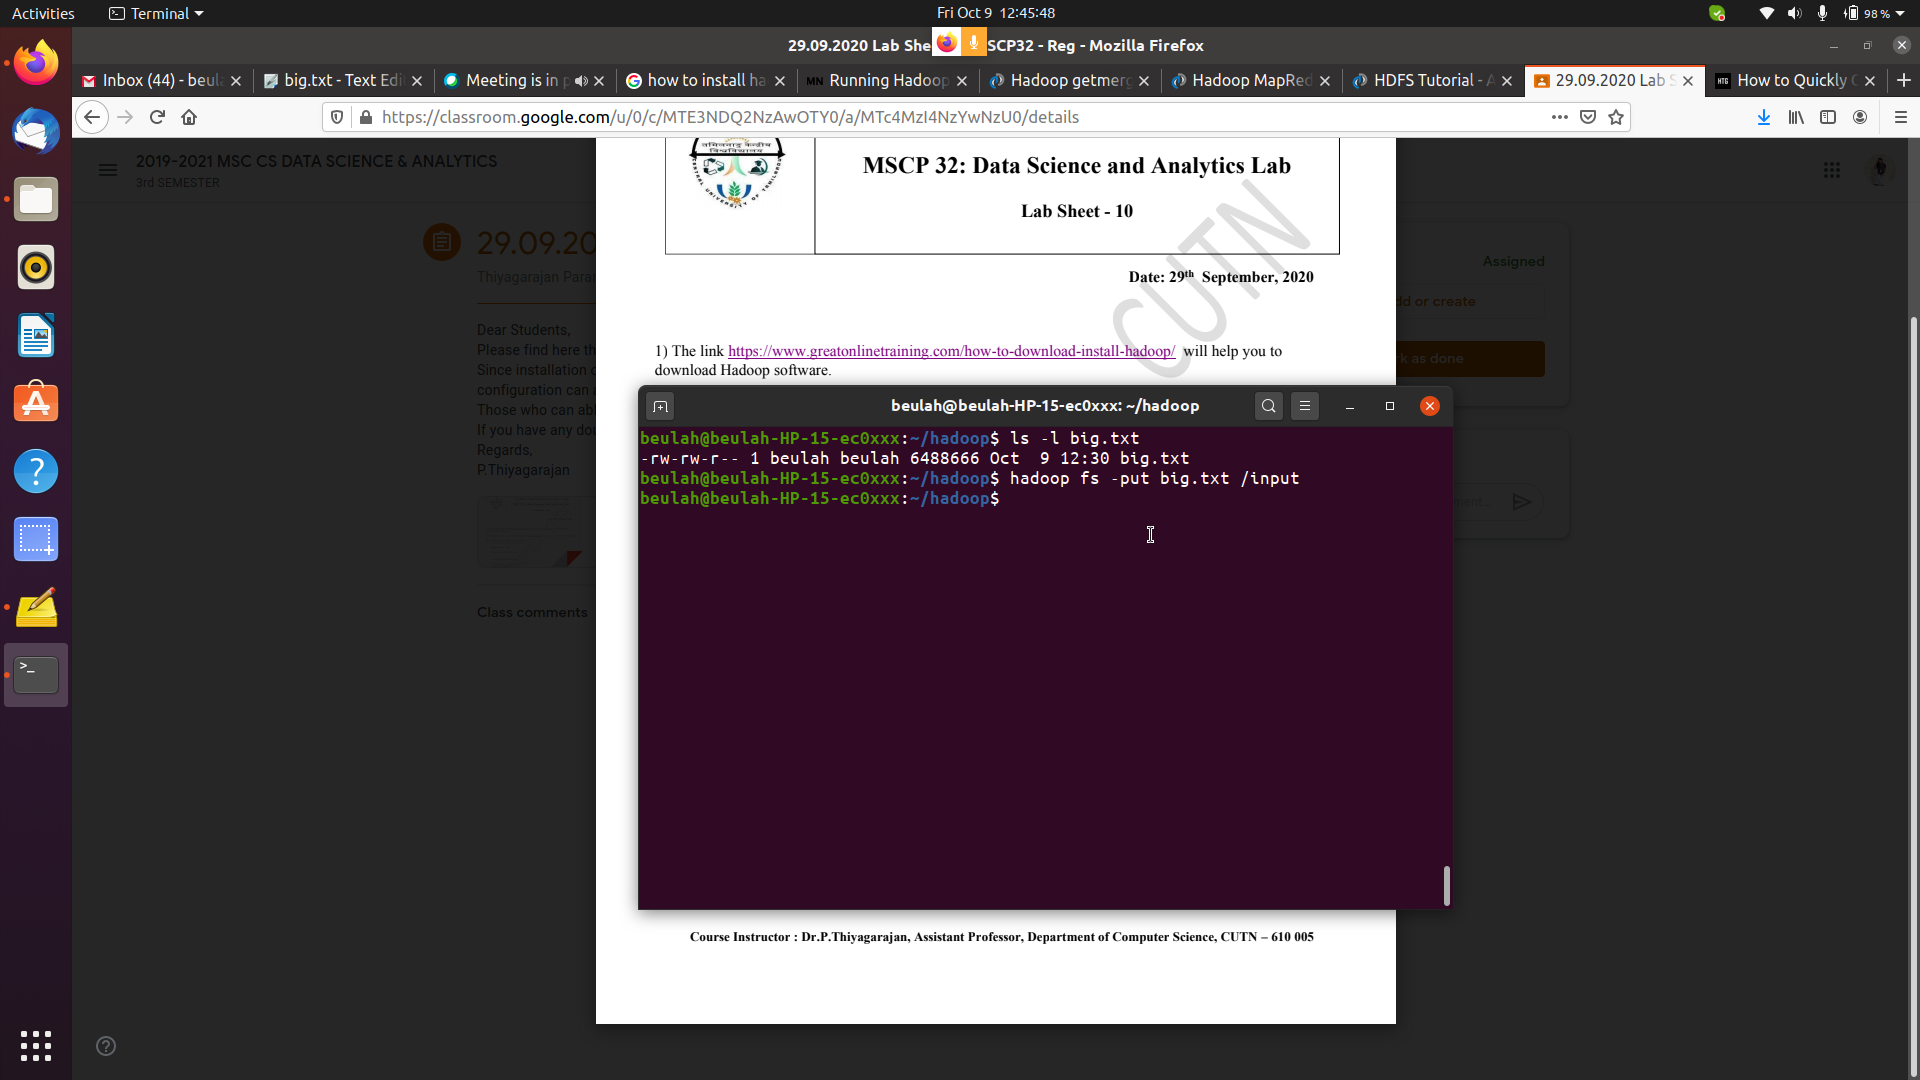 Activities
Terminal
Fri Oct 9 12:45:48
98 %
29.09.2020 Lab She
SCP32 - Reg - Mozilla Firefox
Inbox (44) - beul
big.txt - Text Edi
Meeting is in p
how to install ha
MN Running Hadoop
Hadoop getmerg
Hadoop MapRed
HDFS Tutorial - A
29.09.2020 Lab S
HTG How to Quickly C
https://classroom.google.com/u/0/c/MTE3NDQ2NzAwOTY0/a/MTc4MzI4NzYwNzU0/details
2019-2021 MSC CS DATA SCIENCE & ANALYTICS
3rd SEMESTER
MSCP 32: Data Science and Analytics Lab
Lab Sheet - 10
CUTN
Date: 29th September, 2020
29.09.20
Thiyagarajan Parar
Assigned
dd or create
rk as done
Dear Students,
Please find here th
Since installation o
configuration can a
Those who can abl
If you have any dou
Regards,
P.Thiyagarajan
Class comments
1) The link https://www.greatonlinetraining.com/how-to-download-install-hadoop/ will help you to
download Hadoop software.
beulah@beulah-HP-15-ec0xxx: ~/hadoop
beulah@beulah-HP-15-ec0xxx:~/hadoop$ ls -l big.txt
-rw-rw-r-- 1 beulah beulah 6488666 Oct  9 12:30 big.txt
beulah@beulah-HP-15-ec0xxx:~/hadoop$ hadoop fs -put big.txt /input
beulah@beulah-HP-15-ec0xxx:~/hadoop$
Course Instructor : Dr.P.Thiyagarajan, Assistant Professor, Department of Computer Science, CUTN – 610 005